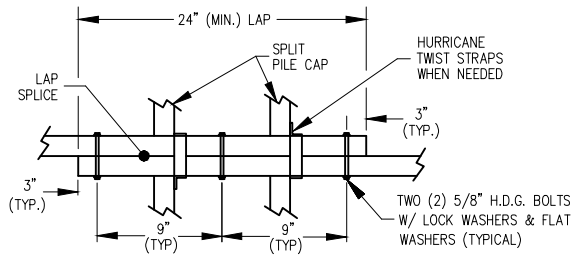 24" (MIN.) LAP
SPLIT
PILE CAP
HURRICANE
TWIST STRAPS
WHEN NEEDED
LAP
SPLICE
3"
(TYP.)
3"
(TYP.)
9"
(TYP)
9"
(TYP)
TWO (2) 5/8" H.D.G. BOLTS
W/ LOCK WASHERS & FLAT
WASHERS (TYPICAL)